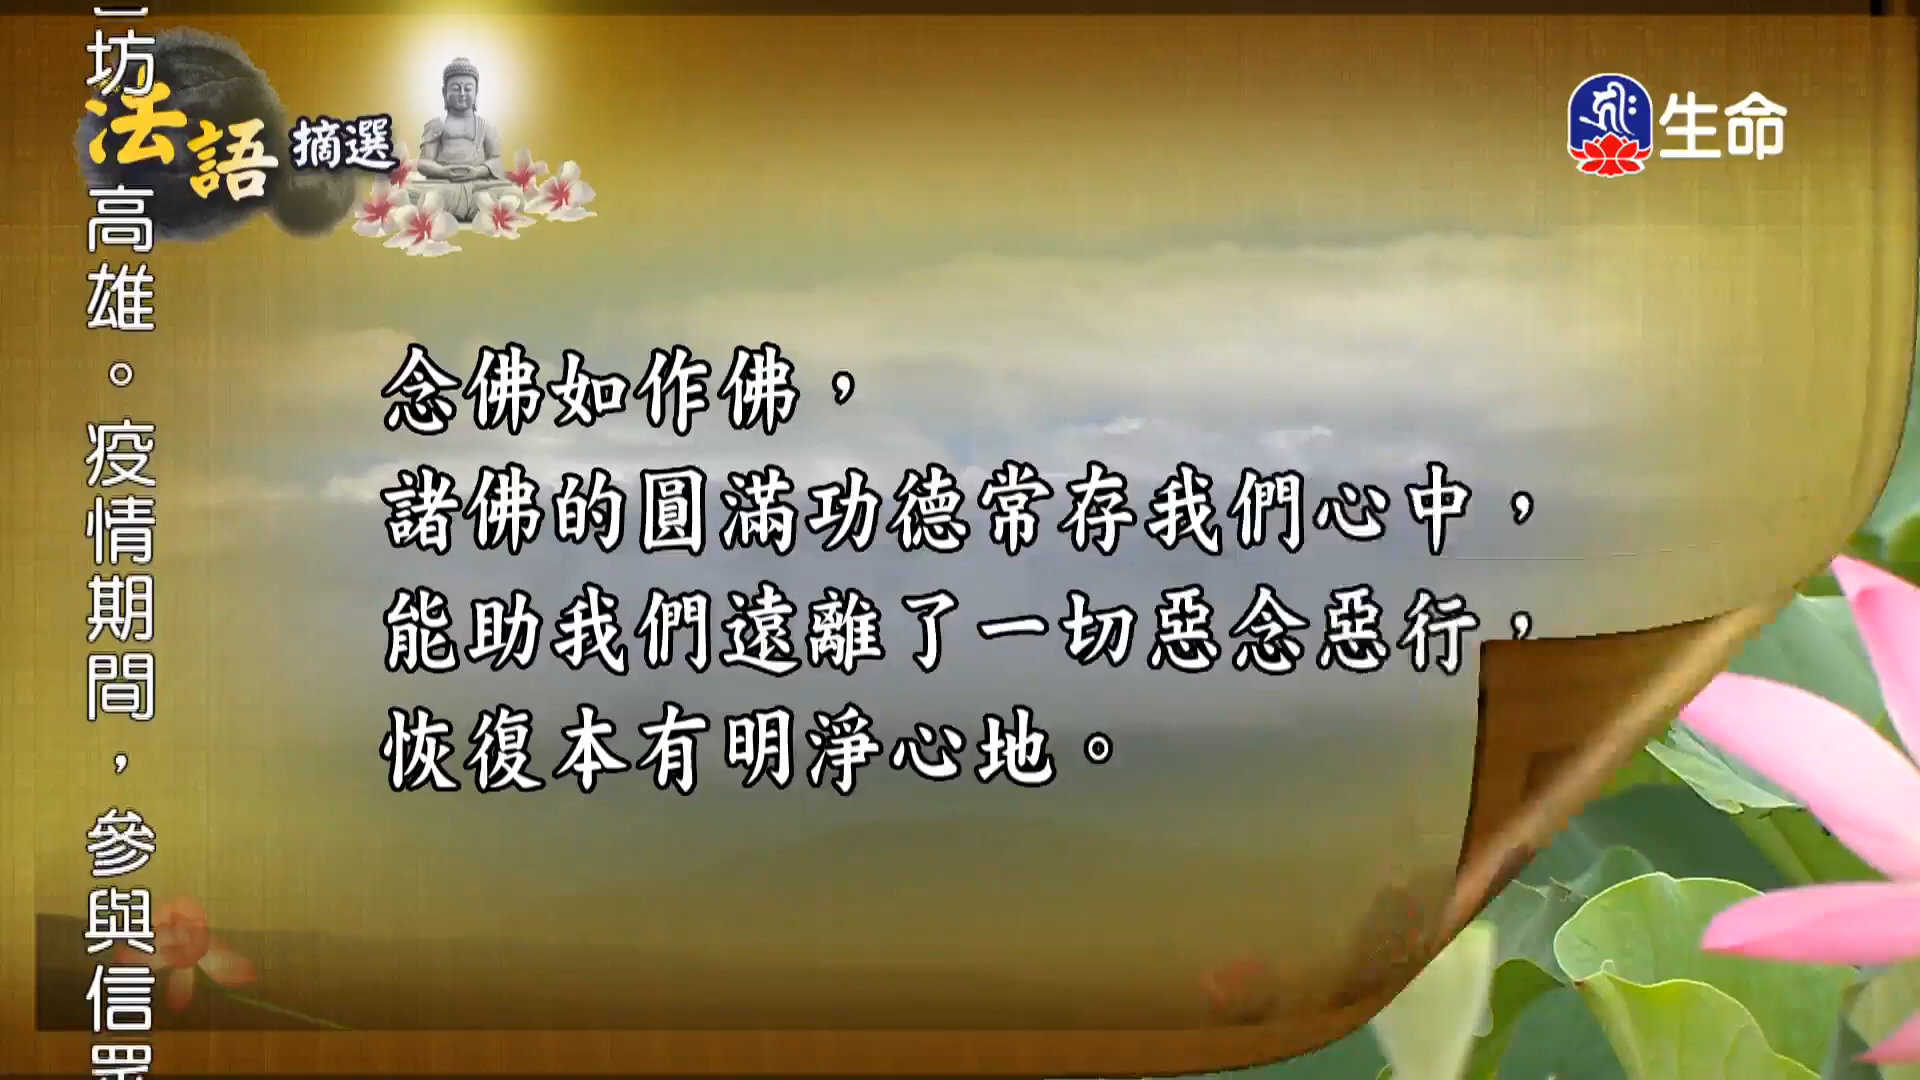 法語摘選
生命
念佛如作佛，
諸佛的圓滿功德常存我們心中，
能助我們遠離了一切惡念惡行，
恢復本有明淨心地。
坊 高雄。疫情期間，參與信眾